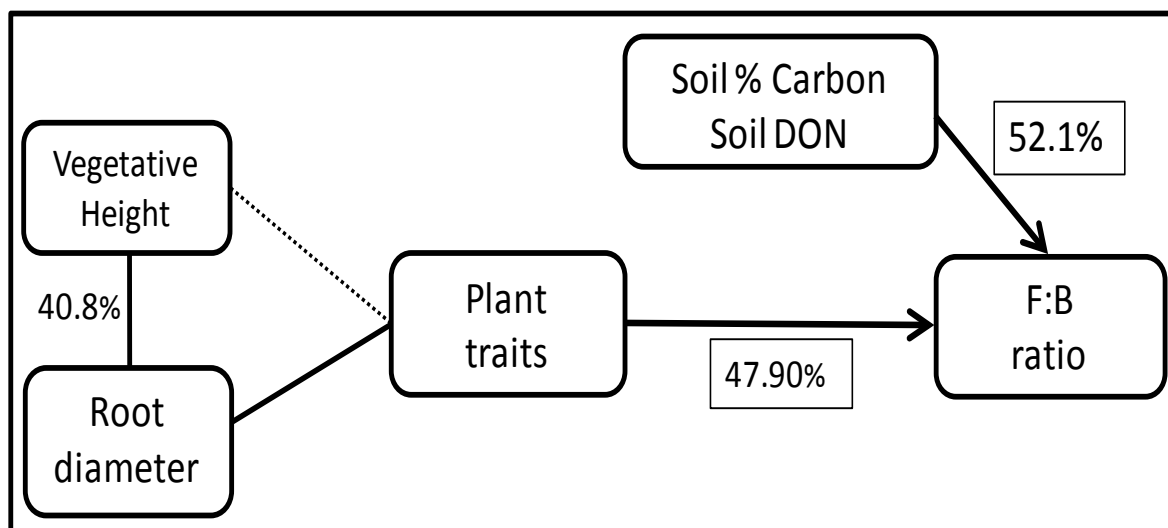 Soil % Carbon
Soil DON
52.1%
Vegetative
Height
40.8%
Root
diameter
Plant
traits
47.90%
F:B
ratio